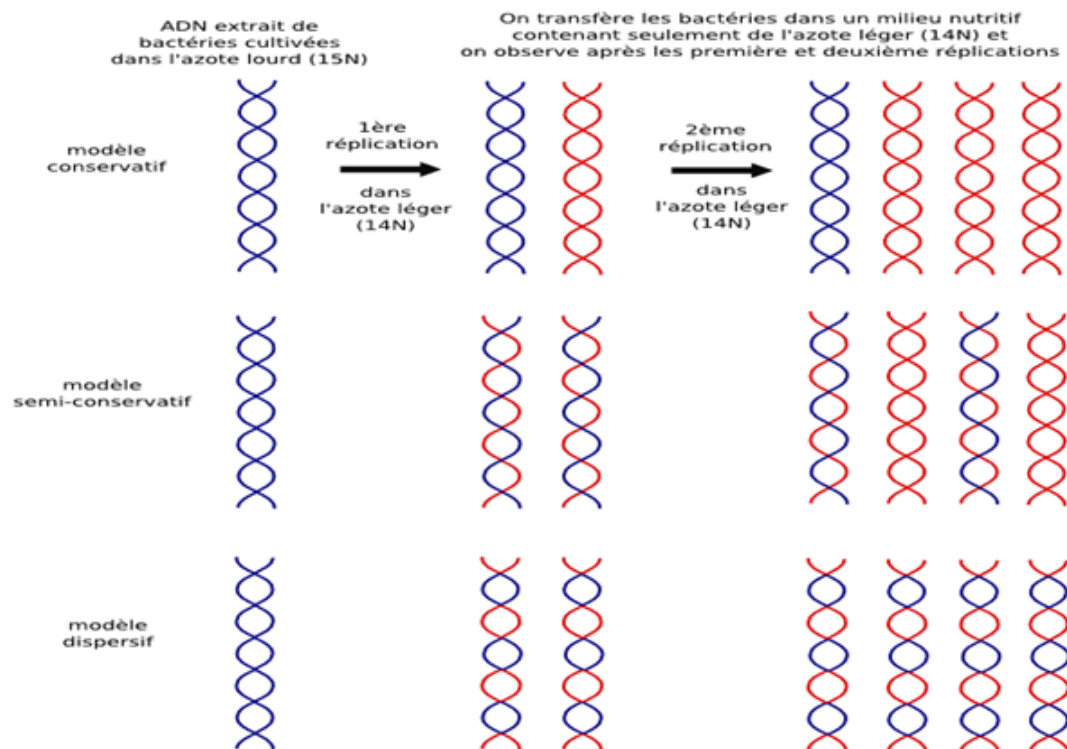 ADN extrait de
bactéries cultivées
dans l'azote lourd (15N)
On transfère les bactéries dans un milieu nutritif
contenant seulement de l'azote léger (14N) et
on observe après les première et deuxième réplications
modèle
conservatif
1ère
réplication
dans
l'azote léger
(14N)
2ème
réplication
dans
l'azote léger
(14N)
modèle
semi-conservatif
modèle
dispersif